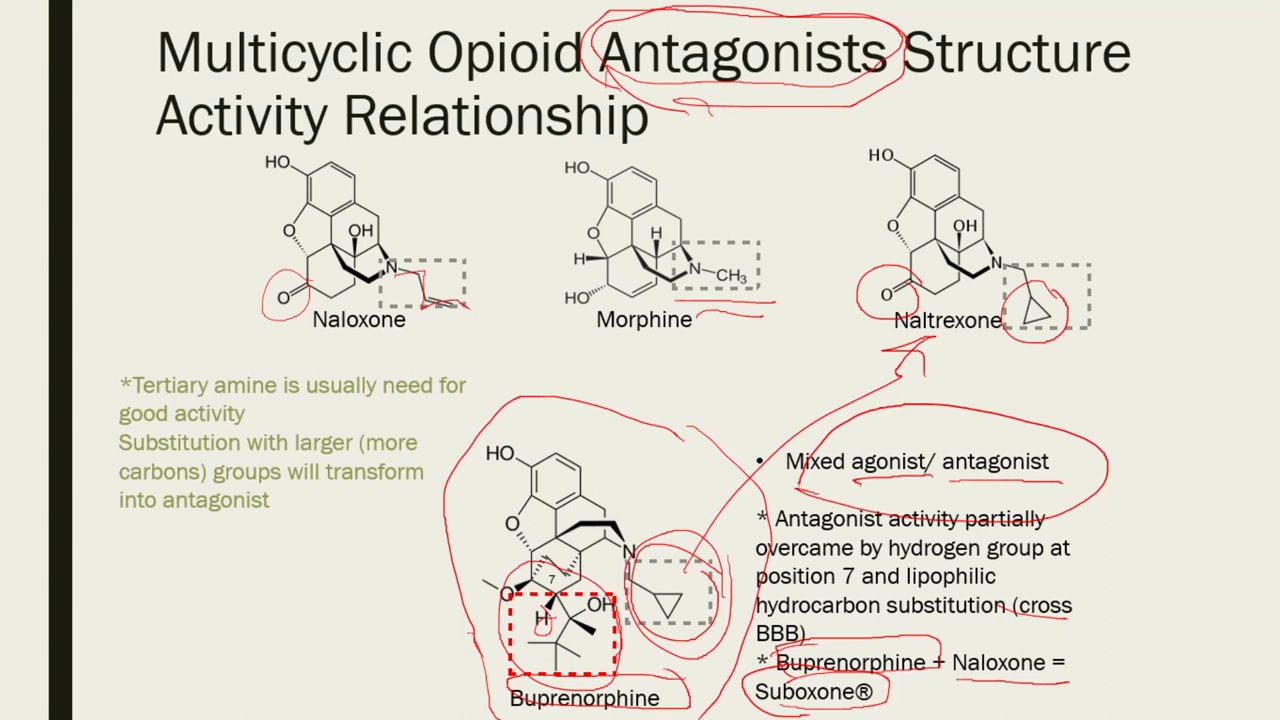 Multicyclic Opioid Antagonists Structure
Activity Relationship
HO
O
OH
N
O
Naloxone
HO
O
H
H
N
CH3
HO
Morphine
HO
O
OH
N
O
Naltrexone
*Tertiary amine is usually need for
good activity
Substitution with larger (more
carbons) groups will transform
into antagonist
HO
O
N
7
O
H
OH
Buprenorphine
• Mixed agonist/ antagonist
* Antagonist activity partially
overcame by hydrogen group at
position 7 and lipophilic
hydrocarbon substitution (cross
BBB)
* Buprenorphine + Naloxone =
Suboxone®